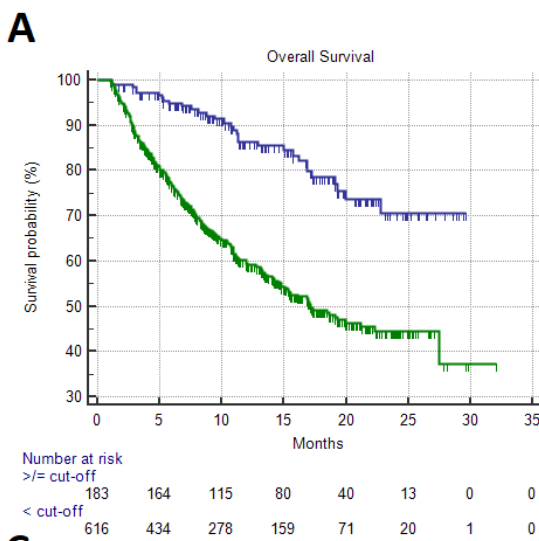 A
Overall Survival
Survival probability (%)
100
90
80
70
60
50
40
30
0 5 10 15 20 25 30 35
Months
Number at risk
>/= cut-off
183 164 115 80 40 13 0 0
< cut-off
616 434 278 159 71 20 1 0